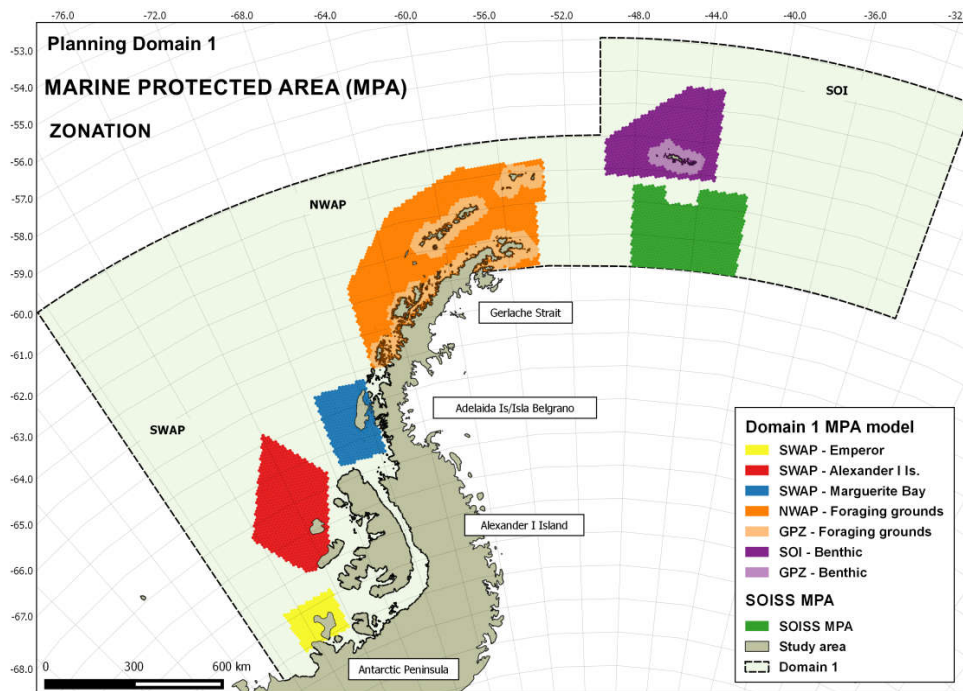 -76.0 -72.0 -68.0 -64.0 -60.0 -56.0 -52.0 -48.0 -44.0 -40.0 -36.0 -32.0
Planning Domain 1
MARINE PROTECTED AREA (MPA)
ZONATION
-53.0
-54.0
-55.0
-56.0
-57.0
-58.0
-59.0
-60.0
-61.0
-62.0
-63.0
-64.0
-65.0
-66.0
-67.0
-68.0
SOI
NWAP
SWAP
Gerlache Strait
Adelaida Is/Isla Belgrano
Alexander I Island
Antarctic Peninsula
0 300 600 km
Domain 1 MPA model
SWAP - Emperor
SWAP - Alexander I Is.
SWAP - Marguerite Bay
NWAP - Foraging grounds
GPZ - Foraging grounds
SOI - Benthic
GPZ - Benthic
SOISS MPA
SOISS MPA
Study area
Domain 1